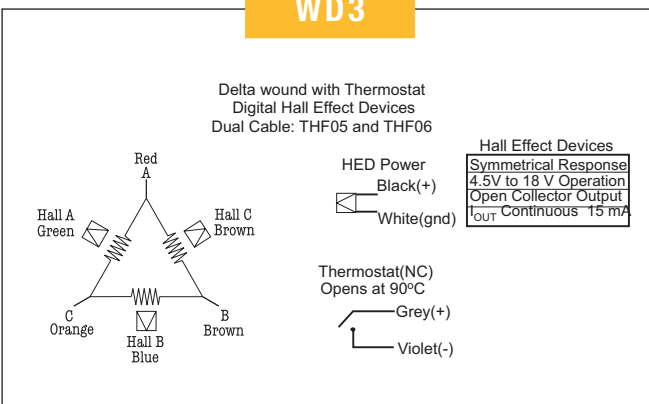 WD3
Delta wound with Thermostat
Digital Hall Effect Devices
Dual Cable: THF05 and THF06
Red
A
Hall A
Green
Hall C
Brown
C
Orange
Hall B
Blue
B
Brown
HED Power
Black(+)
White(gnd)
Hall Effect Devices
Symmetrical Response
4.5V to 18 V Operation
Open Collector Output
IOUT Continuous 15 mA
Thermostat(NC)
Opens at 90ºC
Grey(+)
Violet(-)